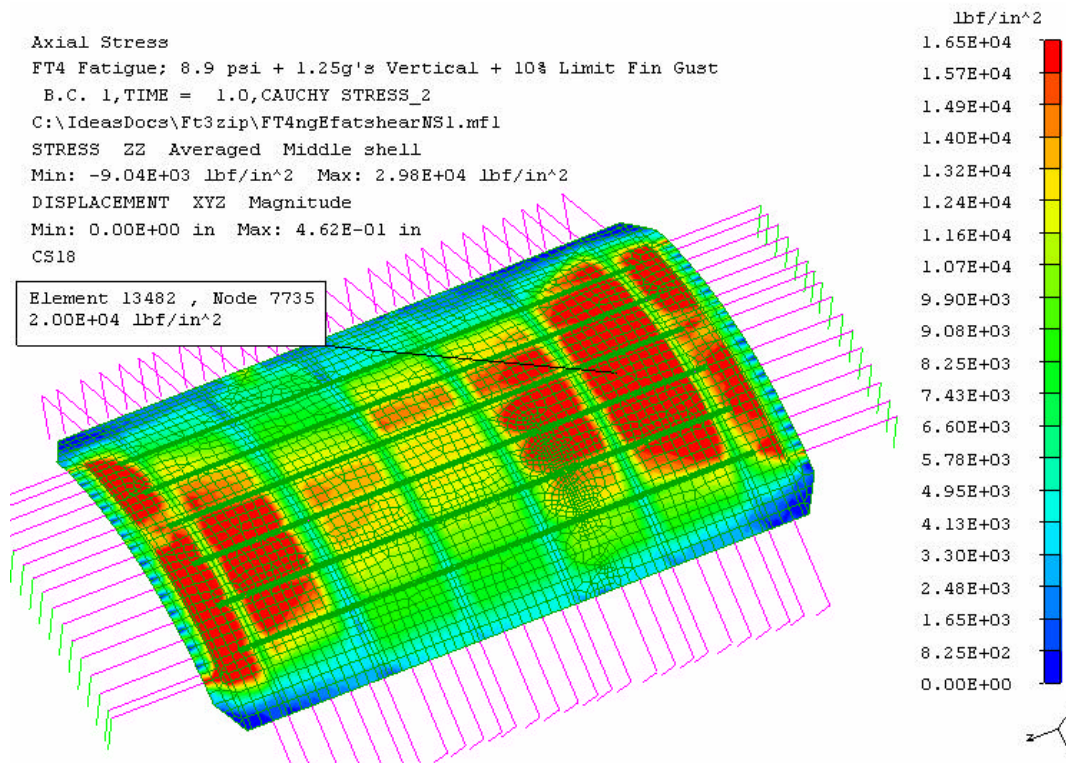 Axial Stress
FT4 Fatigue; 8.9 psi + 1.25g's Vertical + 10% Limit Fin Gust
B.C. 1,TIME = 1.0,CAUCHY STRESS_2
C:\IdeasDocs\Ft3zip\FT4ngEfatshearNS1.mf1
STRESS ZZ Averaged Middle shell
Min: -9.04E+03 lbf/in^2 Max: 2.98E+04 lbf/in^2
DISPLACEMENT XYZ Magnitude
Min: 0.00E+00 in Max: 4.62E-01 in
CS18
Element 13482 , Node 7735
2.00E+04 lbf/in^2
lbf/in^2
1.65E+04
1.57E+04
1.49E+04
1.40E+04
1.32E+04
1.24E+04
1.16E+04
1.07E+04
9.90E+03
9.08E+03
8.25E+03
7.43E+03
6.60E+03
5.78E+03
4.95E+03
4.13E+03
3.30E+03
2.48E+03
1.65E+03
8.25E+02
0.00E+00
z